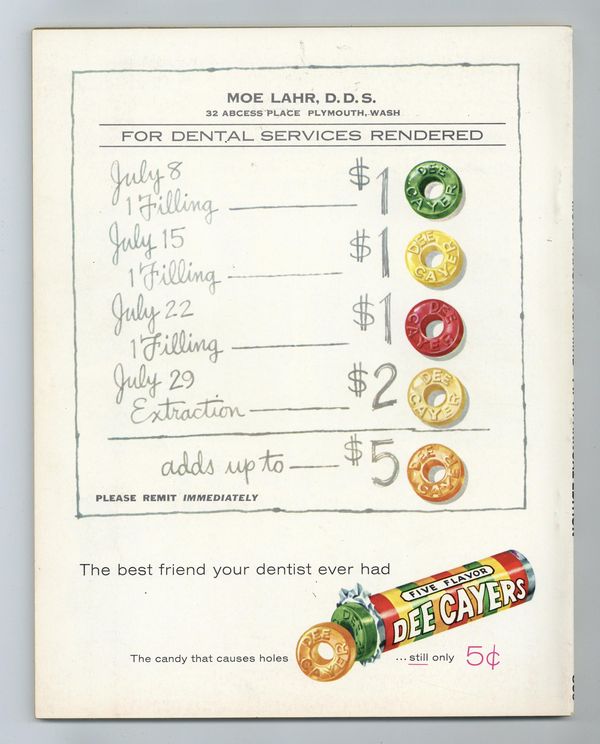 MOE LAHR, D.D.S.
32 ABCESS PLACE PLYMOUTH, WASH
FOR DENTAL SERVICES RENDERED
July 8
1 Filling $1
DEE CAYER
July 15
1 Filling $1
DEE CAYER
July 22
1 Filling $1
DEE CAYER
July 29
Extraction $2
DEE CAYER
adds up to $5
DEE CAYER
PLEASE REMIT IMMEDIATELY
The best friend your dentist ever had
FIVE FLAVOR
DEE CAYERS
DEE
DEE CAYER
The candy that causes holes ...still only 5¢